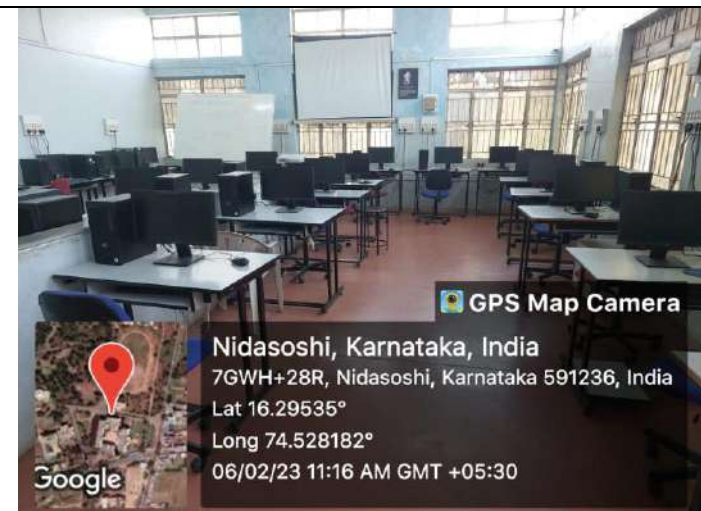 GPS Map Camera
Nidasoshi, Karnataka, India
7GWH+28R, Nidasoshi, Karnataka 591236, India
Lat 16.29535°
Long 74.528182°
06/02/23 11:16 AM GMT +05:30
Google